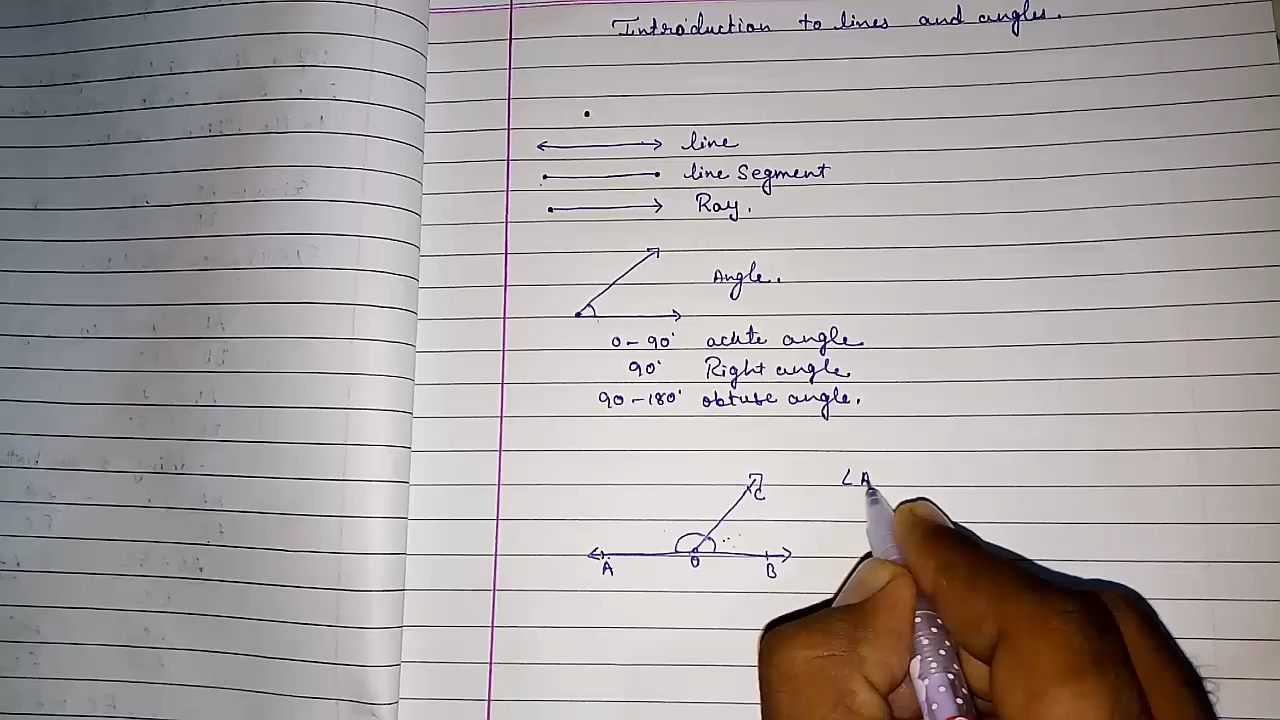 Introduction to lines and angles.
line
line Segment
Ray.
Angle.
0-90° acute angle
90° Right angle
90-180° obtuse angle.
C
A O B
∠A